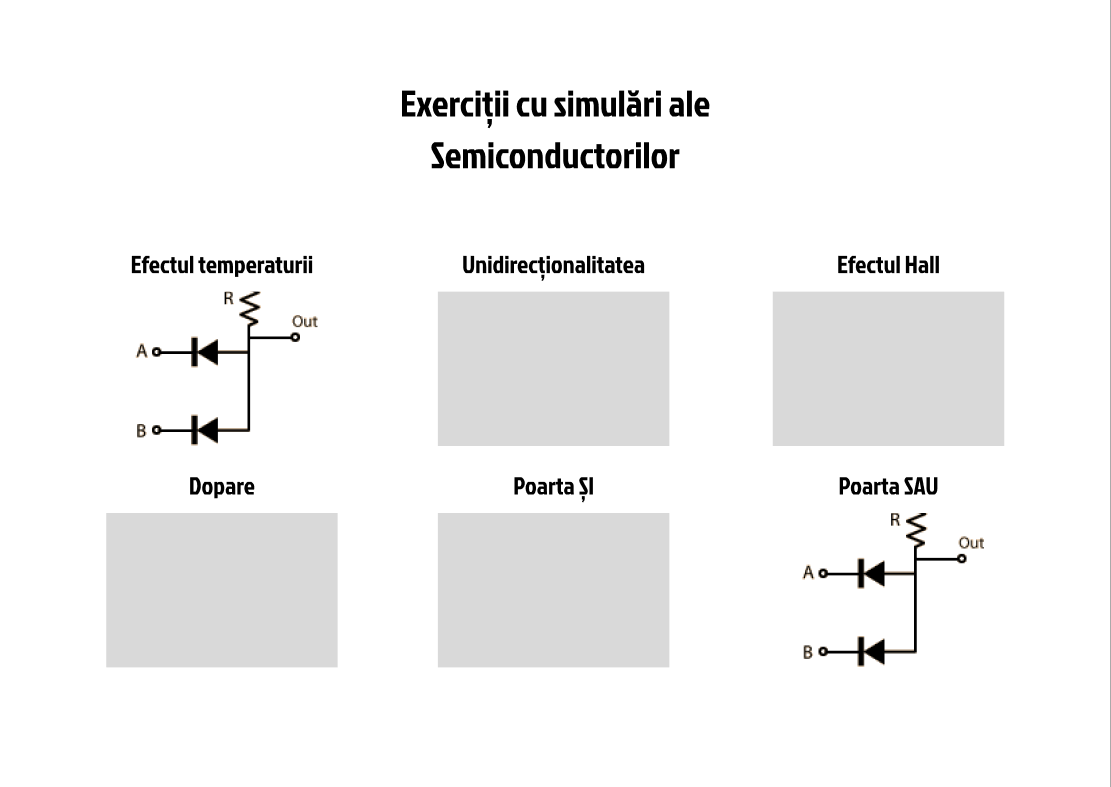 Exerciții cu simulări ale
Semiconductorilor
Efectul temperaturii
Unidirecționalitatea
Efectul Hall
R
Out
A
B
Dopare
Poarta ȘI
Poarta SAU
R
Out
A
B